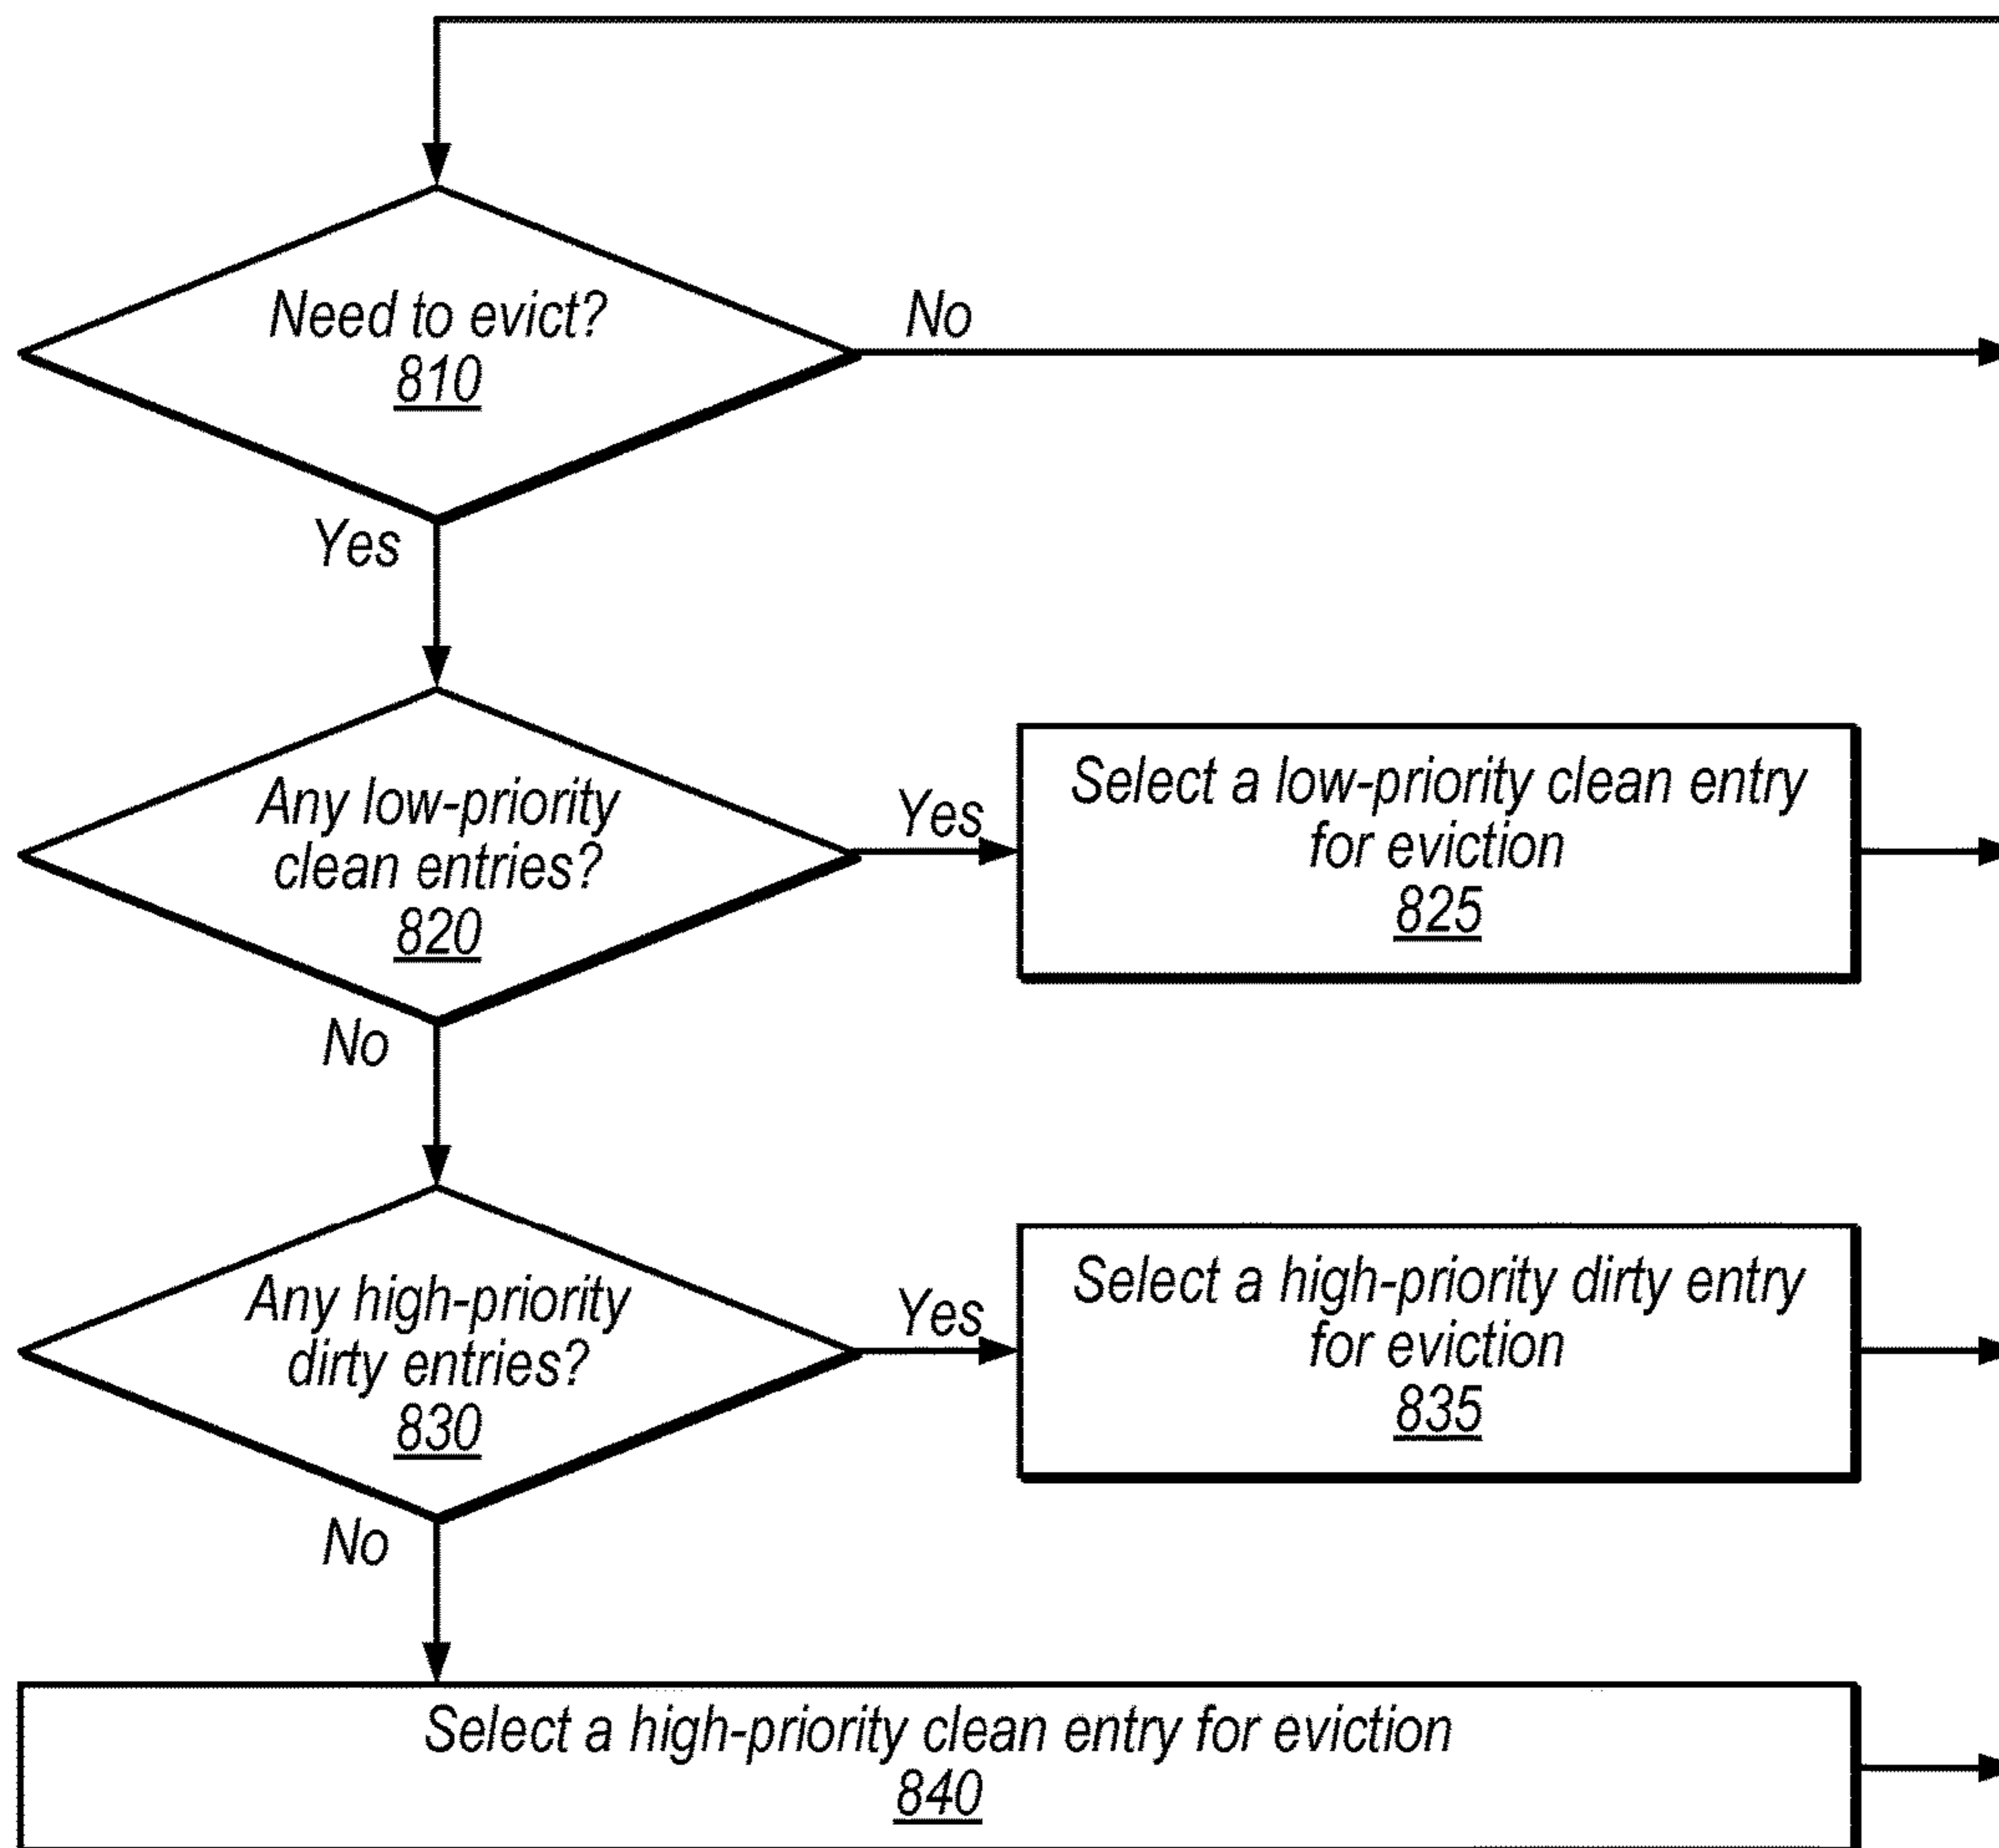 Need to evict?
810
No
Yes
Any low-priority
clean entries?
820
Yes
Select a low-priority clean entry
for eviction
825
No
Any high-priority
dirty entries?
830
Yes
Select a high-priority dirty entry
for eviction
835
No
Select a high-priority clean entry for eviction
840